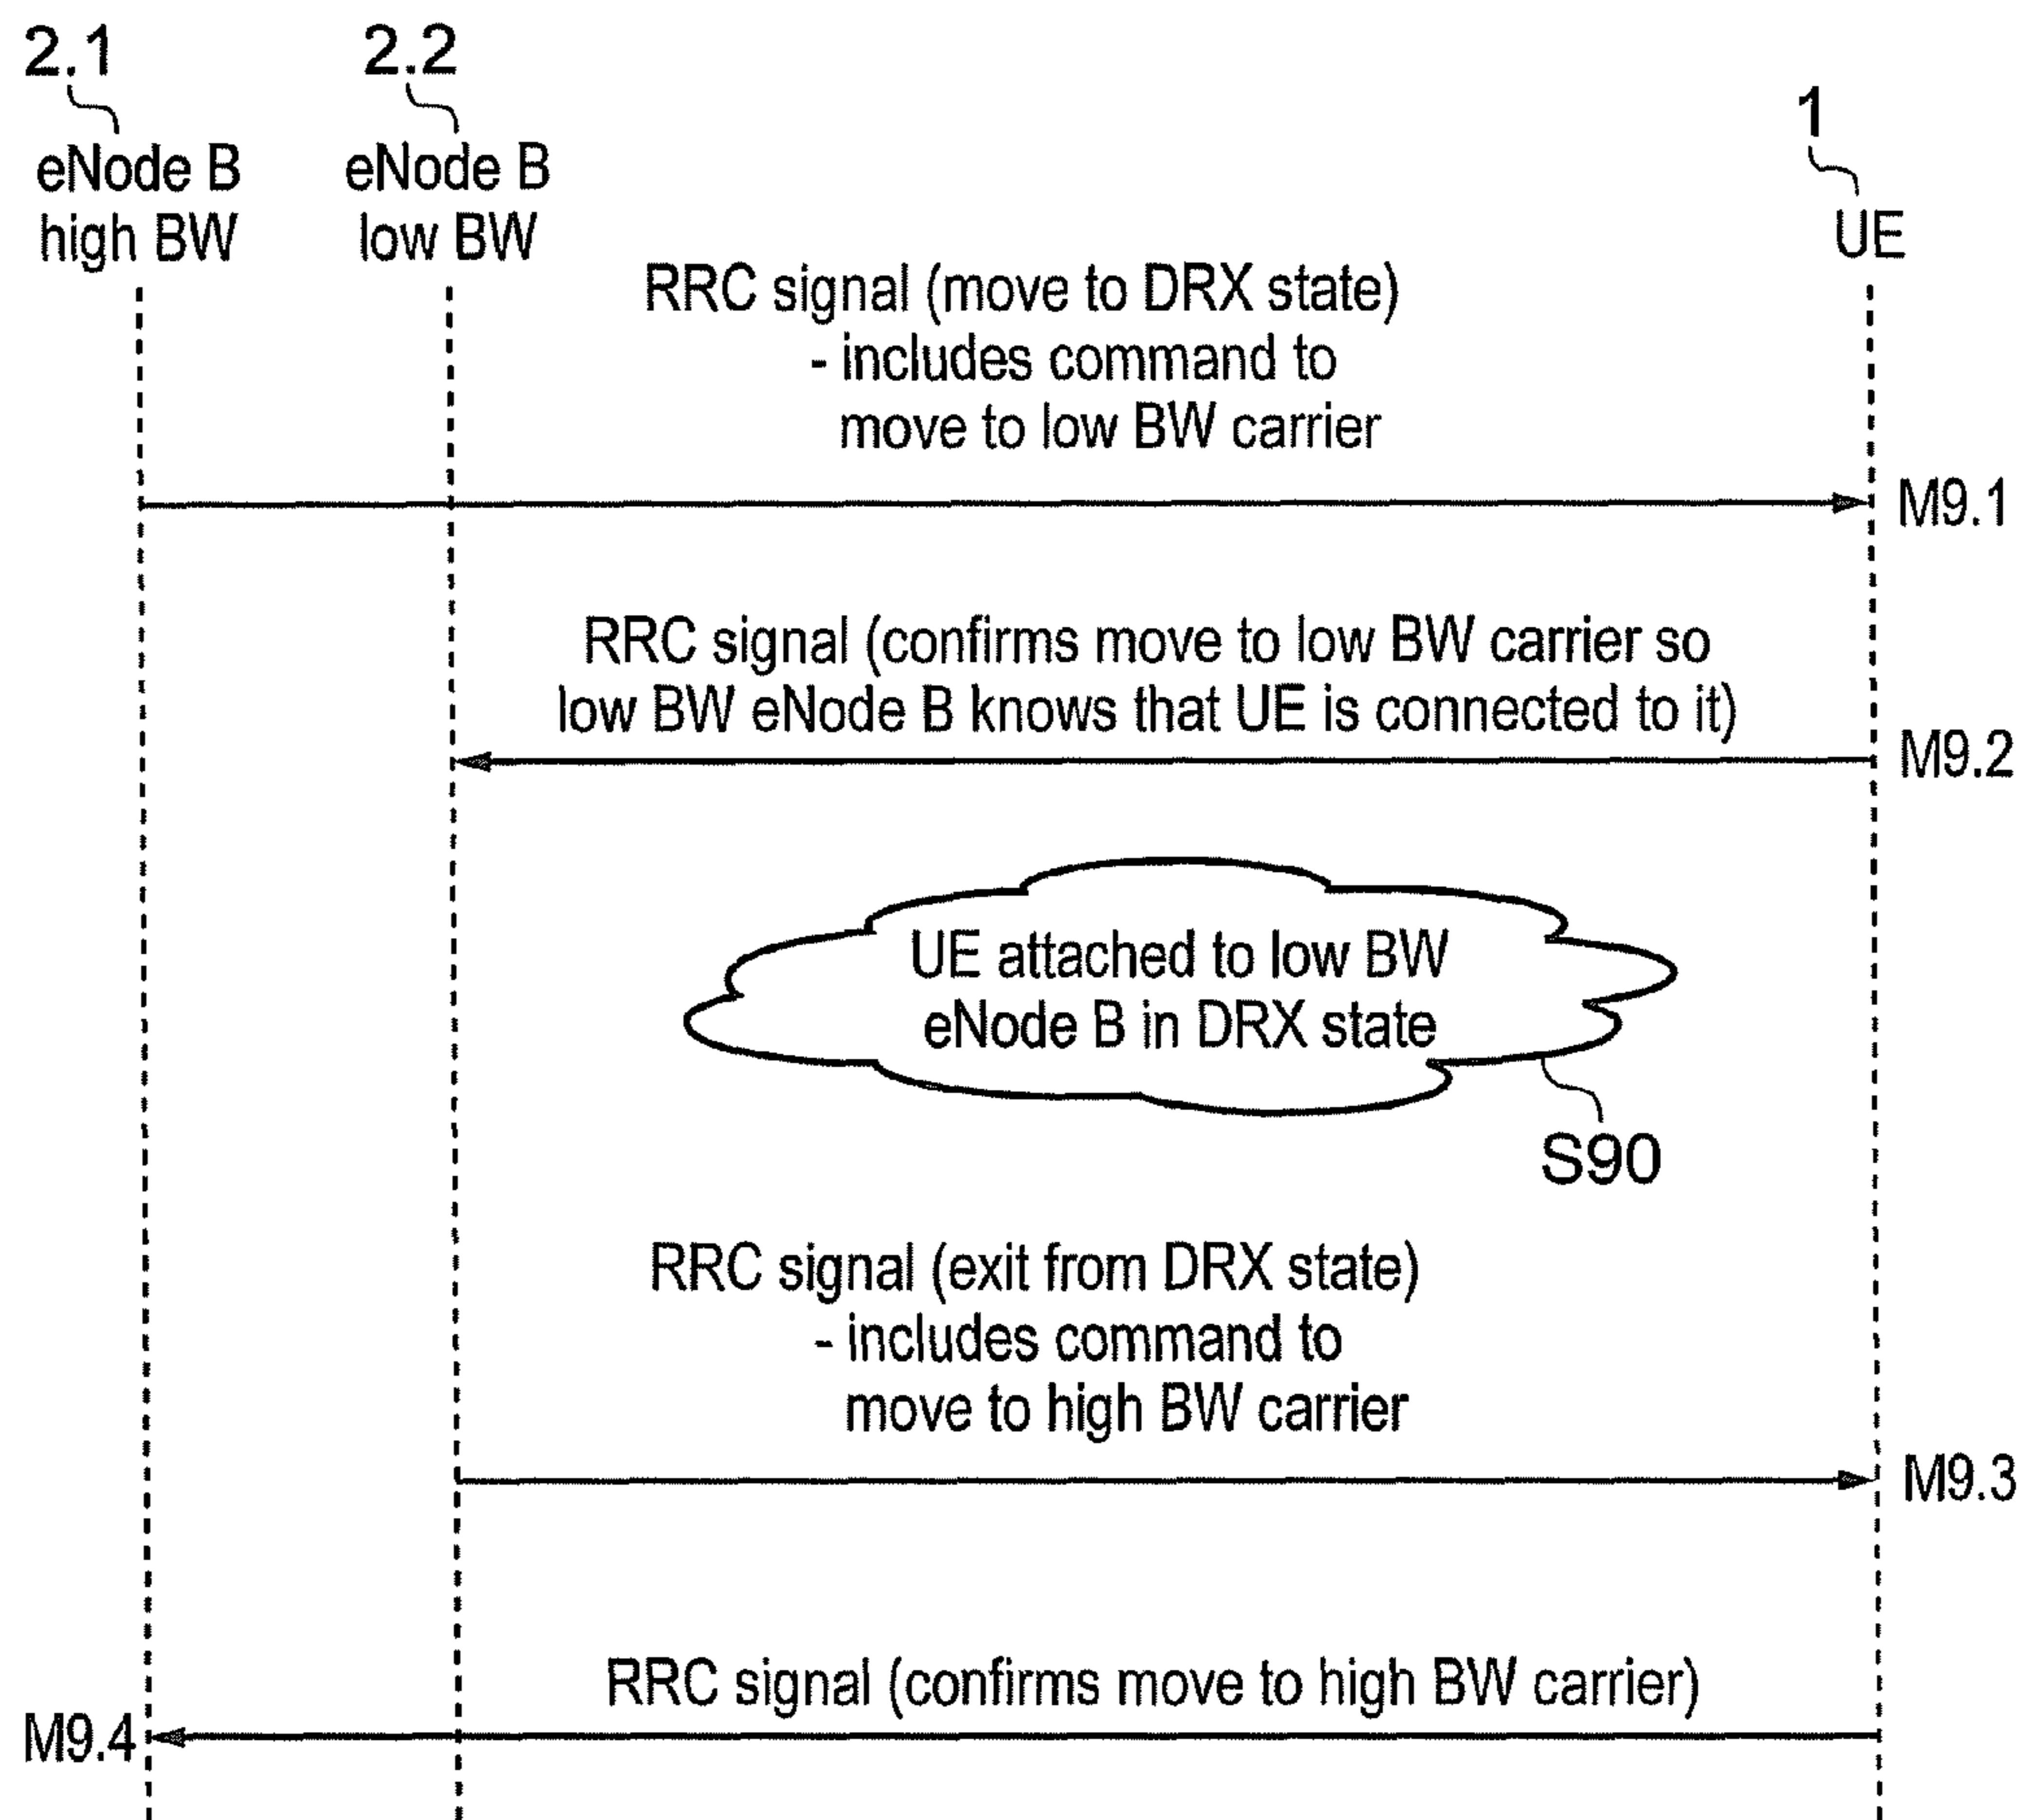 2.1
2.2
1
eNode B
high BW
eNode B
low BW
UE
RRC signal (move to DRX state)
- includes command to
move to low BW carrier
M9.1
RRC signal (confirms move to low BW carrier so
low BW eNode B knows that UE is connected to it)
M9.2
UE attached to low BW
eNode B in DRX state
S90
RRC signal (exit from DRX state)
- includes command to
move to high BW carrier
M9.3
RRC signal (confirms move to high BW carrier)
M9.4